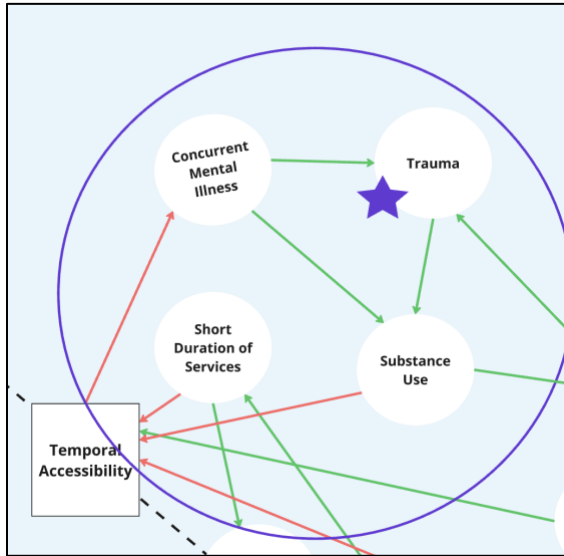 Concurrent
Mental
Illness
Trauma
Short
Duration of
Services
Substance
Use
Temporal
Accessibility